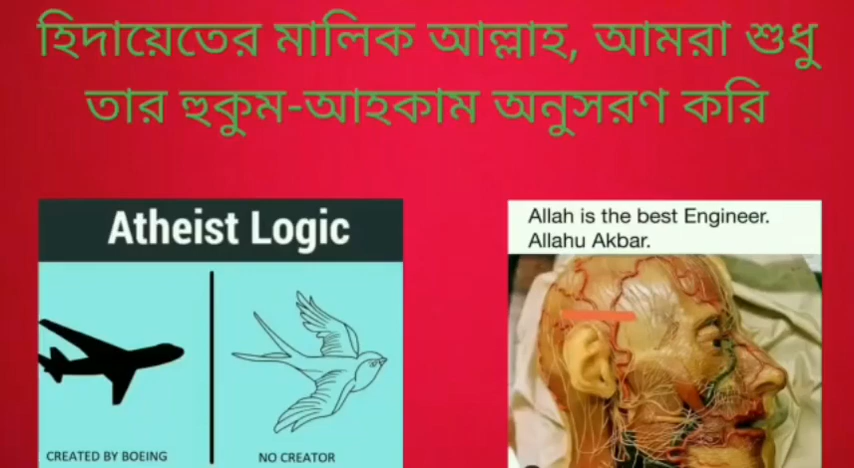 হিদায়েতের মালিক আল্লাহ, আমরা শুধু
তার হুকুম-আহকাম অনুসরণ করি
Atheist Logic
CREATED BY BOEING
NO CREATOR
Allah is the best Engineer.
Allahu Akbar.